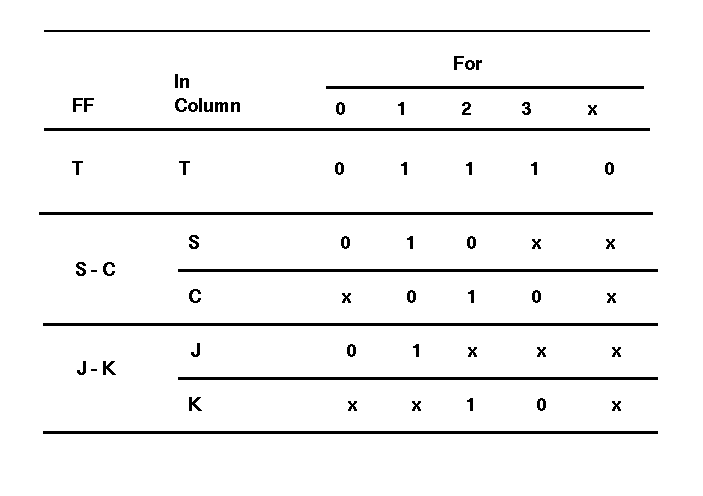 For
In
FF Column 0 1 2 3 x
T T 0 1 1 1 0
S 0 1 0 x x
S - C
C x 0 1 0 x
J 0 1 x x x
J - K
K x x 1 0 x